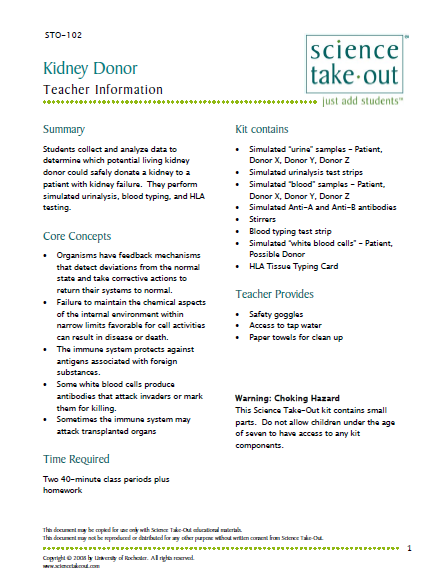 STO-102
science
take·out
just add students™
Kidney Donor
Teacher Information
Summary
Students collect and analyze data to
determine which potential living kidney
donor could safely donate a kidney to a
patient with kidney failure. They perform
simulated urinalysis, blood typing, and HLA
testing.
Core Concepts
• Organisms have feedback mechanisms
that detect deviations from the normal
state and take corrective actions to
return their systems to normal.
• Failure to maintain the chemical aspects
of the internal environment within
narrow limits favorable for cell activities
can result in disease or death.
• The immune system protects against
antigens associated with foreign
substances.
• Some white blood cells produce
antibodies that attack invaders or mark
them for killing.
• Sometimes the immune system may
attack transplanted organs
Time Required
Two 40-minute class periods plus
homework
Kit contains
• Simulated "urine" samples – Patient,
Donor X, Donor Y, Donor Z
• Simulated urinalysis test strips
• Simulated "blood" samples – Patient,
Donor X, Donor Y, Donor Z
• Simulated Anti-A and Anti-B antibodies
• Stirrers
• Blood typing test strip
• Simulated "white blood cells" – Patient,
Possible Donor
• HLA Tissue Typing Card
Teacher Provides
• Safety goggles
• Access to tap water
• Paper towels for clean up
Warning: Choking Hazard
This Science Take-Out kit contains small
parts. Do not allow children under the age
of seven to have access to any kit
components.
This document may be copied for use only with Science Take-Out educational materials.
This document may not be reproduced or distributed for any other purpose without written consent from Science Take-Out.
1
Copyright © 2008 by University of Rochester. All rights reserved.
www.sciencetakeout.com